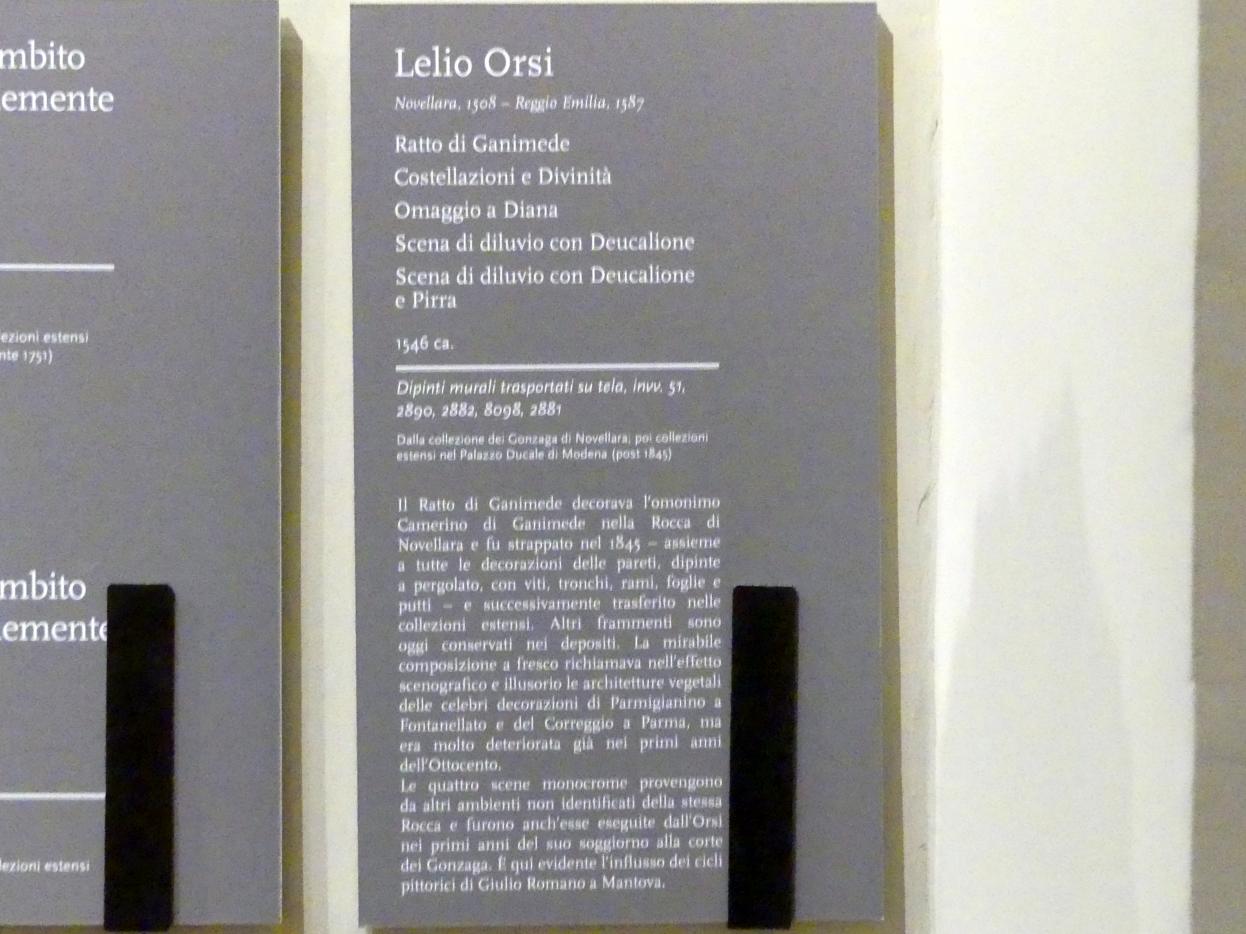 mbito
emente
lezioni estensi
nte 1751)
mbito
emente
lezioni estensi
Lelio Orsi
Novellara, 1508 – Reggio Emilia, 1587
Ratto di Ganimede
Costellazioni e Divinità
Omaggio a Diana
Scena di diluvio con Deucalione
Scena di diluvio con Deucalione
e Pirra
1546 ca.
Dipinti murali trasportati su tela, invv. 51,
2890, 2882, 8098, 2881
Dalla collezione dei Gonzaga di Novellara; poi collezioni
estensi nel Palazzo Ducale di Modena (post 1845)
Il Ratto di Ganimede decorava l'omonimo
Camerino di Ganimede nella Rocca di
Novellara e fu strappato nel 1845 – assieme
a tutte le decorazioni delle pareti, dipinte
a pergolato, con viti, tronchi, rami, foglie e
putti – e successivamente trasferito nelle
collezioni estensi. Altri frammenti sono
oggi conservati nei depositi. La mirabile
composizione a fresco richiamava nell'effetto
scenografico e illusorio le architetture vegetali
delle celebri decorazioni di Parmigianino a
Fontanellato e del Correggio a Parma, ma
era molto deteriorata già nei primi anni
dell'Ottocento.
Le quattro scene monocrome provengono
da altri ambienti non identificati della stessa
Rocca e furono anch'esse eseguite dall'Orsi
nei primi anni del suo soggiorno alla corte
dei Gonzaga. È qui evidente l'influsso dei cicli
pittorici di Giulio Romano a Mantova.